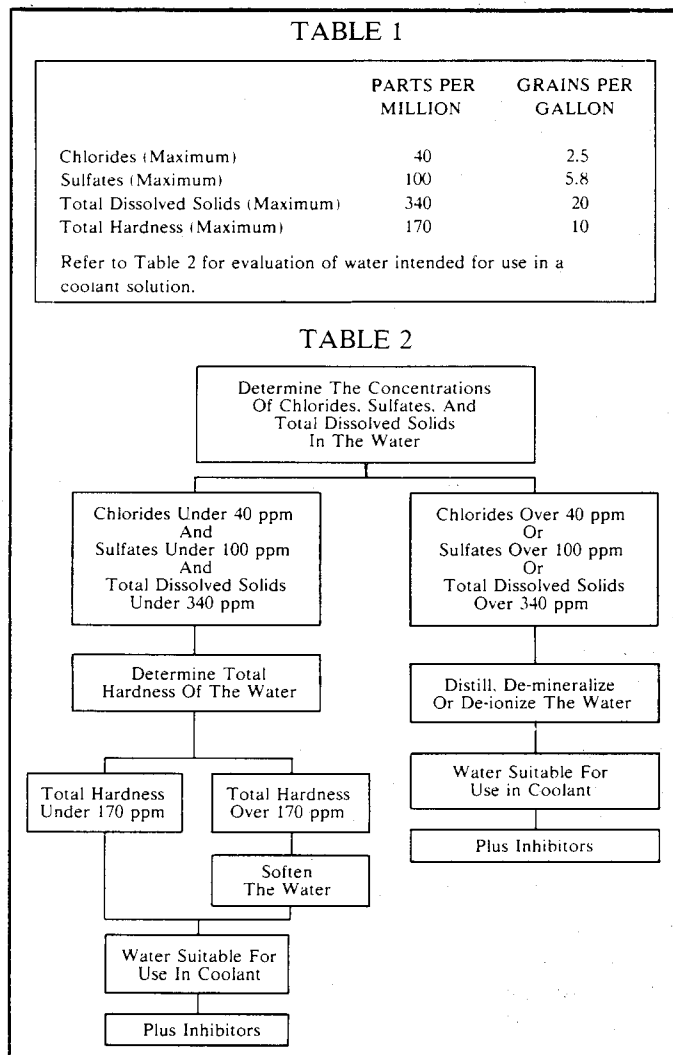 TABLE 1
PARTS PER MILLION GRAINS PER GALLON
Chlorides (Maximum) 40 2.5
Sulfates (Maximum) 100 5.8
Total Dissolved Solids (Maximum) 340 20
Total Hardness (Maximum) 170 10
Refer to Table 2 for evaluation of water intended for use in a
coolant solution.
TABLE 2
Determine The Concentrations
Of Chlorides, Sulfates, And
Total Dissolved Solids
In The Water
Chlorides Under 40 ppm
And
Sulfates Under 100 ppm
And
Total Dissolved Solids
Under 340 ppm
Chlorides Over 40 ppm
Or
Sulfates Over 100 ppm
Or
Total Dissolved Solids
Over 340 ppm
Determine Total
Hardness Of The Water
Distill, De-mineralize
Or De-ionize The Water
Total Hardness
Under 170 ppm
Total Hardness
Over 170 ppm
Water Suitable For
Use in Coolant
Plus Inhibitors
Soften
The Water
Water Suitable For
Use In Coolant
Plus Inhibitors